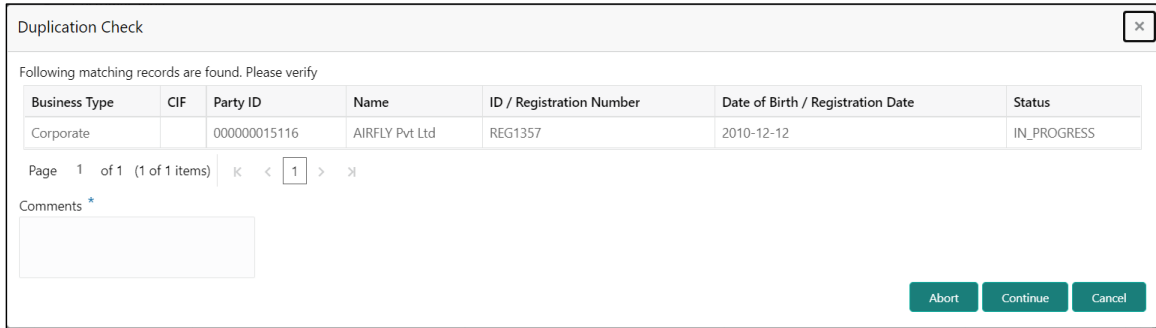 Duplication Check
Following matching records are found. Please verify
Business Type CIF Party ID Name ID / Registration Number Date of Birth / Registration Date Status
Corporate 000000015116 AIRFLY Pvt Ltd REG1357 2010-12-12 IN_PROGRESS
Page 1 of 1 (1 of 1 items) 1
Comments *
Abort Continue Cancel